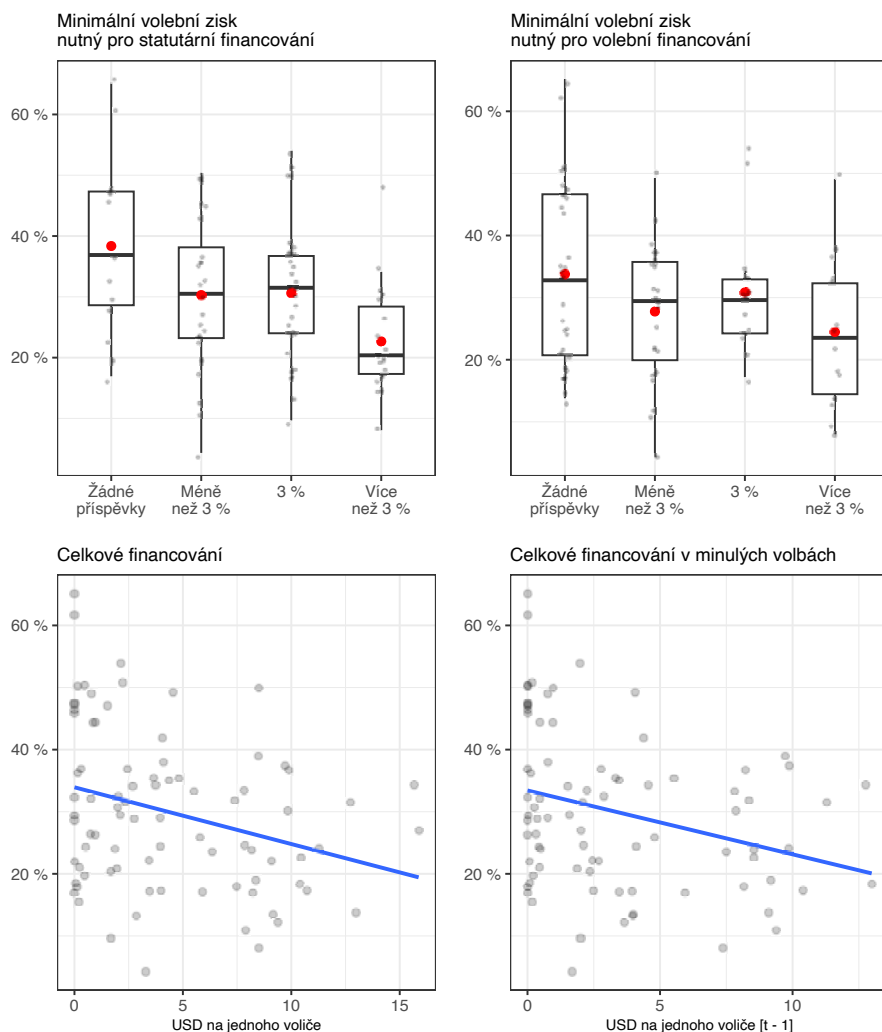 Minimální volební zisk
nutný pro statutární financování
60 %
40 %
20 %
Žádné
příspěvky
Méně
než 3 %
3 %
Více
než 3 %
Minimální volební zisk
nutný pro volební financování
60 %
40 %
20 %
Žádné
příspěvky
Méně
než 3 %
3 %
Více
než 3 %
Celkové financování
60 %
40 %
20 %
0
5
10
15
USD na jednoho voliče
Celkové financování v minulých volbách
60 %
40 %
20 %
0
5
10
USD na jednoho voliče [t - 1]